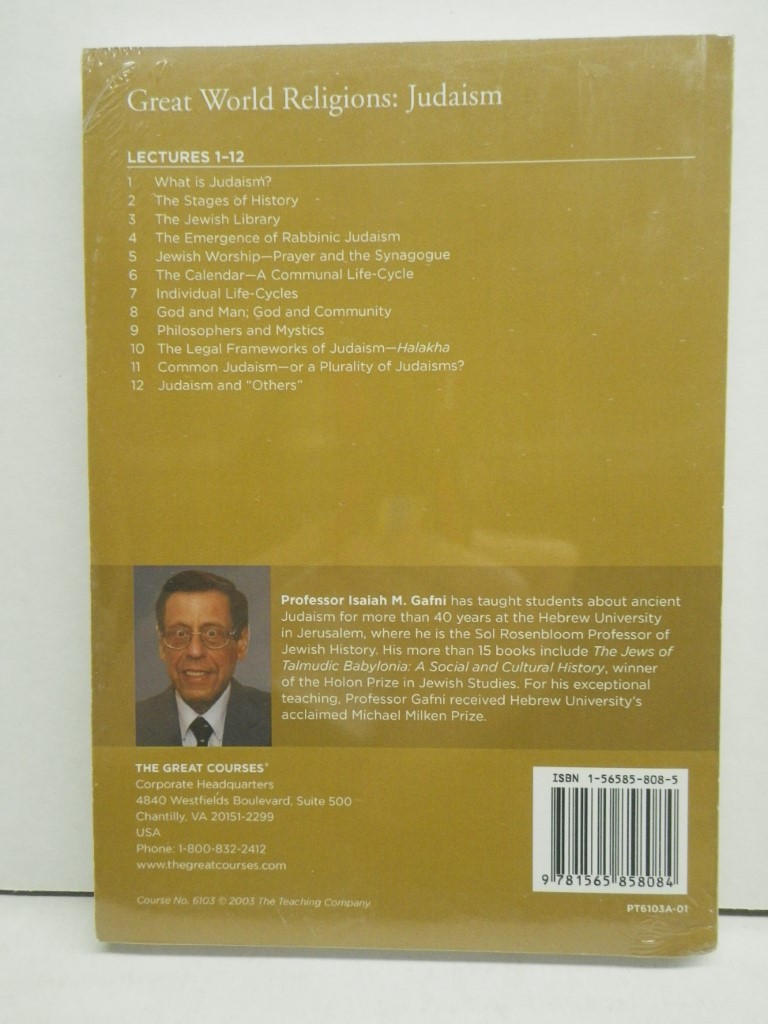 Great World Religions: Judaism
LECTURES 1–12
1 What is Judaism?
2 The Stages of History
3 The Jewish Library
4 The Emergence of Rabbinic Judaism
5 Jewish Worship—Prayer and the Synagogue
6 The Calendar—A Communal Life-Cycle
7 Individual Life-Cycles
8 God and Man; God and Community
9 Philosophers and Mystics
10 The Legal Frameworks of Judaism—Halakha
11 Common Judaism—or a Plurality of Judaisms?
12 Judaism and “Others”
Professor Isaiah M. Gafni has taught students about ancient
Judaism for more than 40 years at the Hebrew University
in Jerusalem, where he is the Sol Rosenbloom Professor of
Jewish History. His more than 15 books include The Jews of
Talmudic Babylonia: A Social and Cultural History, winner
of the Holon Prize in Jewish Studies. For his exceptional
teaching, Professor Gafni received Hebrew University's
acclaimed Michael Milken Prize.
THE GREAT COURSES®
Corporate Headquarters
4840 Westfields Boulevard, Suite 500
Chantilly, VA 20151-2299
USA
Phone: 1-800-832-2412
www.thegreatcourses.com
Course No. 6103 © 2003 The Teaching Company
ISBN 1-56585-808-5
9 781565 858084
PT6103A-01